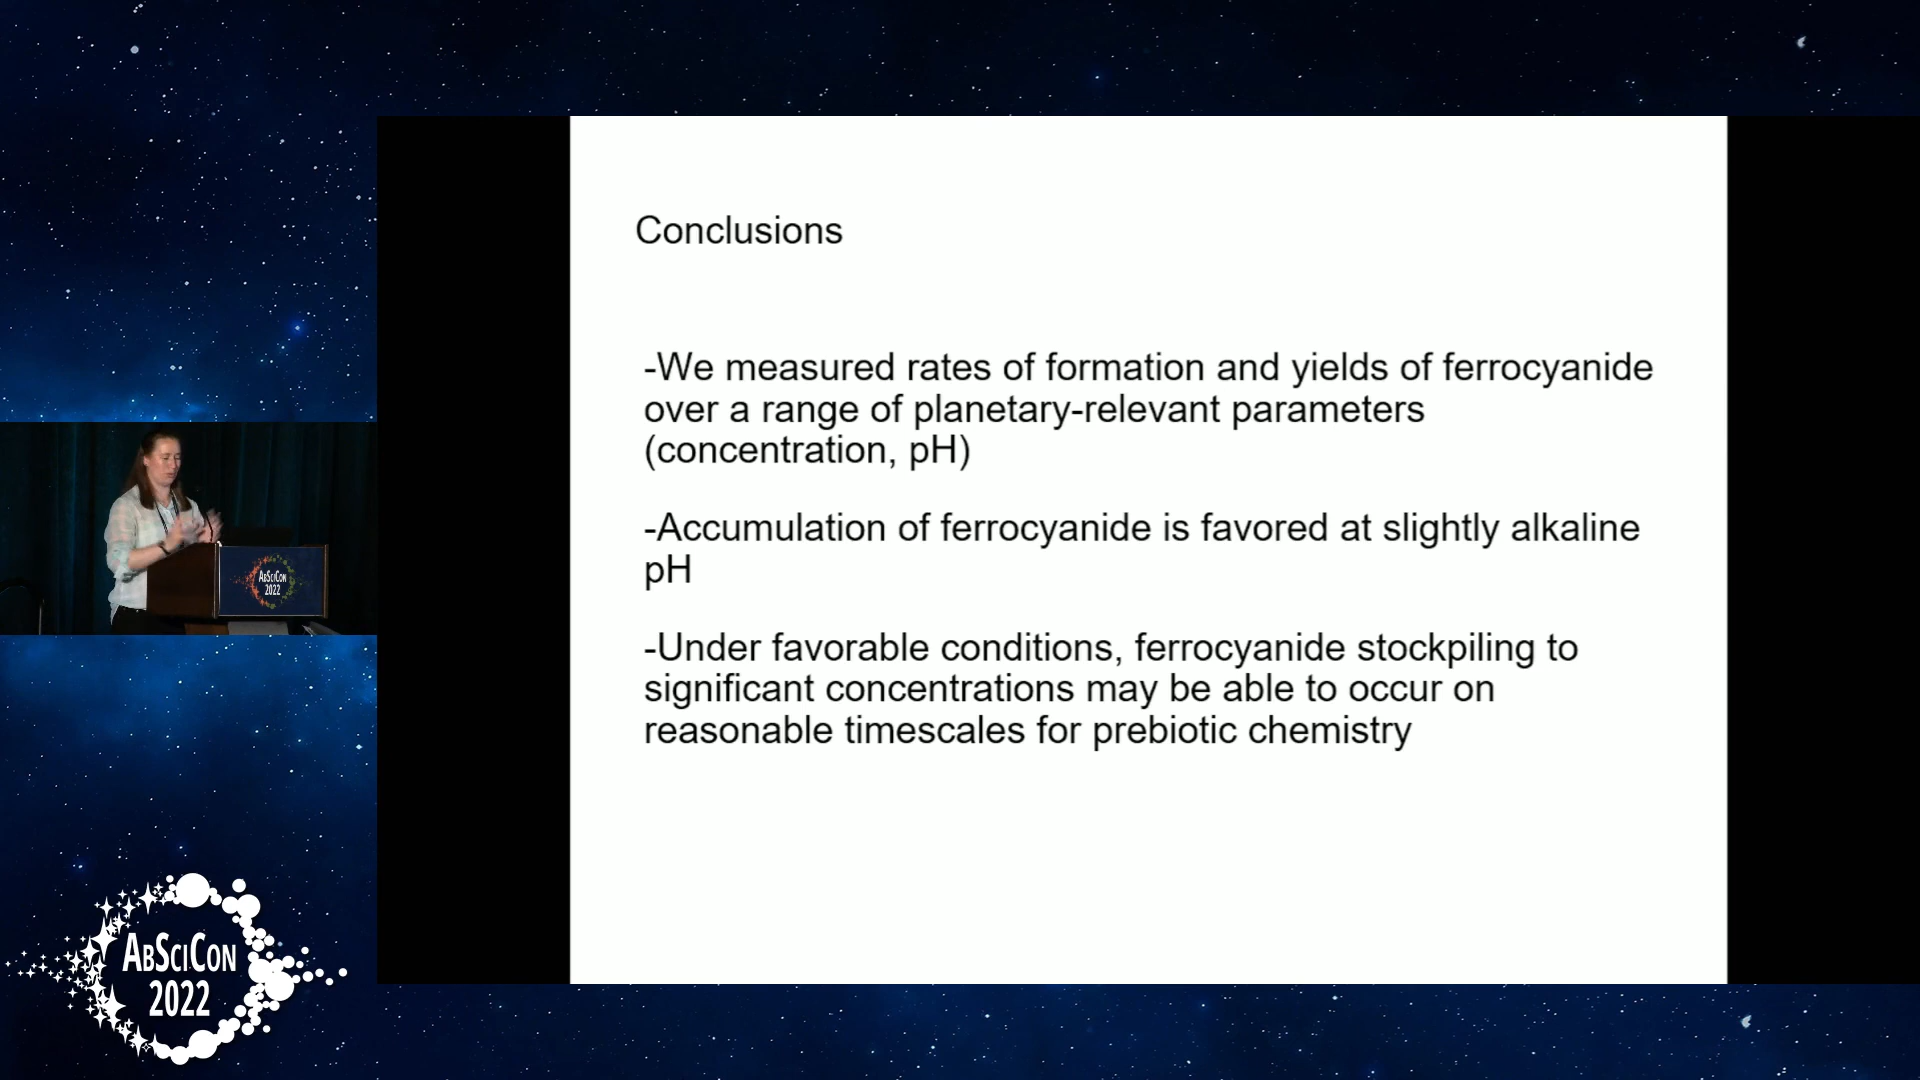 Conclusions
-We measured rates of formation and yields of ferrocyanide
over a range of planetary-relevant parameters
(concentration, pH)
-Accumulation of ferrocyanide is favored at slightly alkaline
pH
-Under favorable conditions, ferrocyanide stockpiling to
significant concentrations may be able to occur on
reasonable timescales for prebiotic chemistry
ABSCICON
2022
ABSCICON
2022